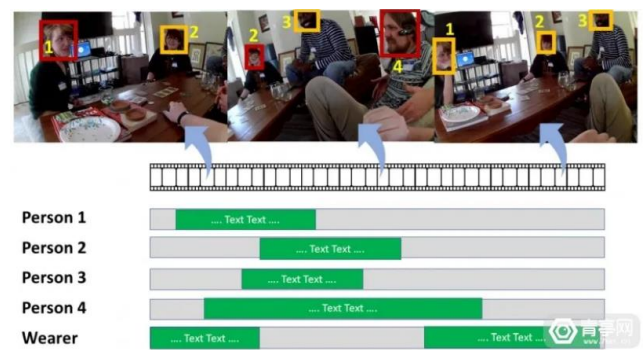 1 2 2 3 4 1 2 3
Person 1 .... Text Text ....
Person 2 .... Text Text ....
Person 3 .... Text Text ....
Person 4 .... Text Text ....
Wearer .... Text Text .... .... Text Text ....
青亭网